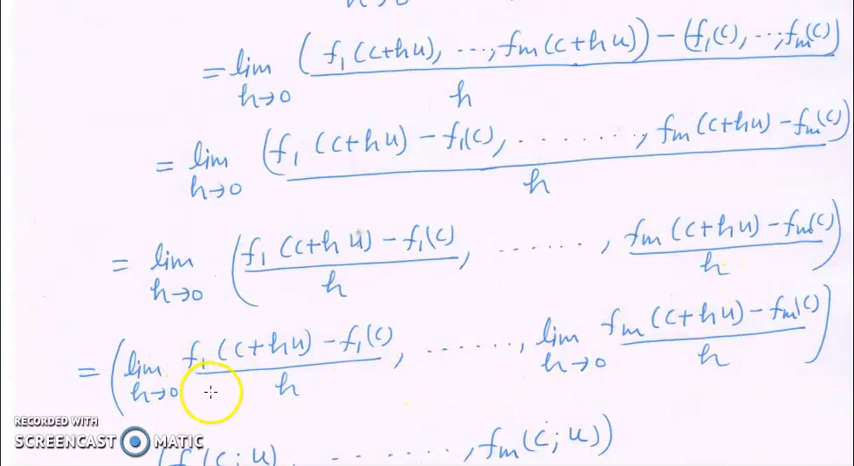 h→0
= lim h→0 (f₁(c+hu), ..., fₘ(c+hu)) − (f₁(c), ..., fₘ(c)) / h
= lim h→0 (f₁(c+hu) − f₁(c), ......., fₘ(c+hu) − fₘ(c)) / h
= lim h→0 (f₁(c+hu) − f₁(c) / h, ......, fₘ(c+hu) − fₘ(c) / h)
= (lim h→0 f₁(c+hu) − f₁(c) / h, ......, lim h→0 fₘ(c+hu) − fₘ(c) / h)
(f₁(c; u), ......., fₘ(c; u))
RECORDED WITH
SCREENCAST MATIC